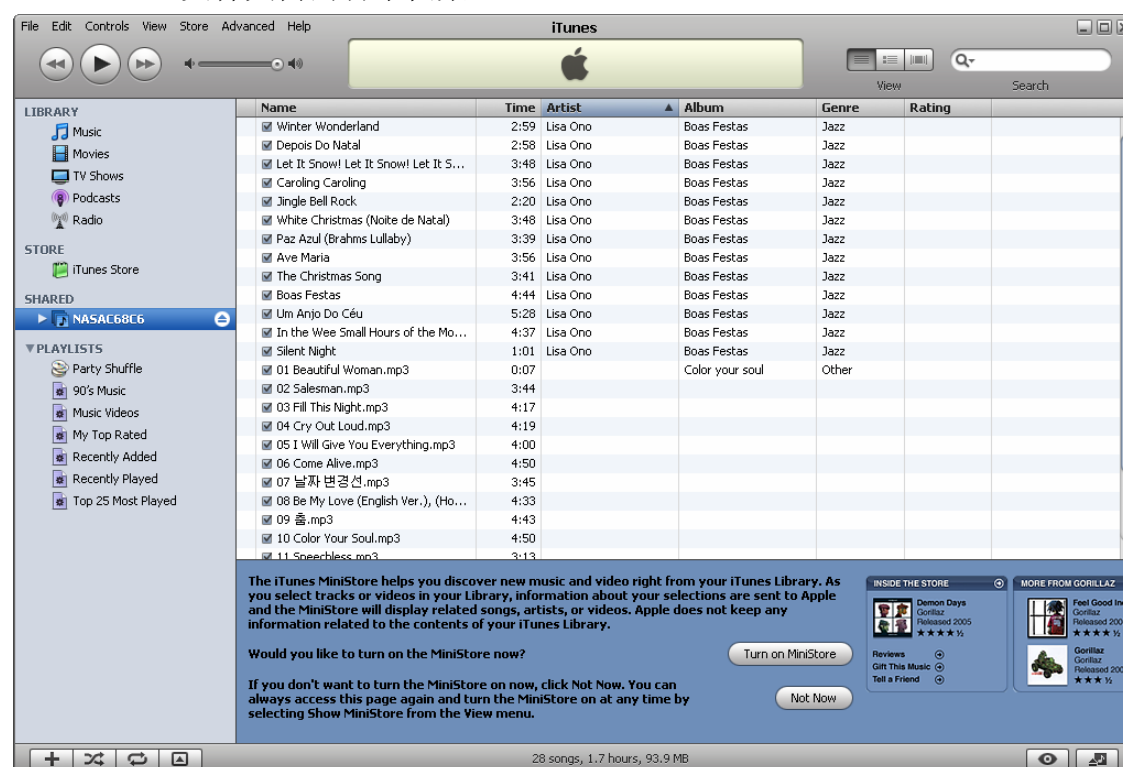 File Edit Controls View Store Advanced Help
iTunes
View
Search
LIBRARY
Music
Movies
TV Shows
Podcasts
Radio
STORE
iTunes Store
SHARED
NASAC68C6
PLAYLISTS
Party Shuffle
90's Music
Music Videos
My Top Rated
Recently Added
Recently Played
Top 25 Most Played
Name Time Artist Album Genre Rating
Winter Wonderland 2:59 Lisa Ono Boas Festas Jazz
Depois Do Natal 2:58 Lisa Ono Boas Festas Jazz
Let It Snow! Let It Snow! Let It S... 3:48 Lisa Ono Boas Festas Jazz
Caroling Caroling 3:56 Lisa Ono Boas Festas Jazz
Jingle Bell Rock 2:20 Lisa Ono Boas Festas Jazz
White Christmas (Noite de Natal) 3:48 Lisa Ono Boas Festas Jazz
Paz Azul (Brahms Lullaby) 3:39 Lisa Ono Boas Festas Jazz
Ave Maria 3:56 Lisa Ono Boas Festas Jazz
The Christmas Song 3:41 Lisa Ono Boas Festas Jazz
Boas Festas 4:44 Lisa Ono Boas Festas Jazz
Um Anjo Do Céu 5:28 Lisa Ono Boas Festas Jazz
In the Wee Small Hours of the Mo... 4:37 Lisa Ono Boas Festas Jazz
Silent Night 1:01 Lisa Ono Boas Festas Jazz
01 Beautiful Woman.mp3 0:07 Color your soul Other
02 Salesman.mp3 3:44
03 Fill This Night.mp3 4:17
04 Cry Out Loud.mp3 4:19
05 I Will Give You Everything.mp3 4:00
06 Come Alive.mp3 4:50
07 날짜 변경선.mp3 3:45
08 Be My Love (English Ver.), (Ho... 4:33
09 춤.mp3 4:43
10 Color Your Soul.mp3 4:50
11 Speechless.mp3 3:13
The iTunes MiniStore helps you discover new music and video right from your iTunes Library. As
you select tracks or videos in your Library, information about your selections are sent to Apple
and the MiniStore will display related songs, artists, or videos. Apple does not keep any
information related to the contents of your iTunes Library.
Would you like to turn on the MiniStore now?
Turn on MiniStore
If you don't want to turn the MiniStore on now, click Not Now. You can
always access this page again and turn the MiniStore on at any time by
selecting Show MiniStore from the View menu.
Not Now
INSIDE THE STORE
Demon Days
Gorillaz
Released 2005
Reviews
Gift This Music
Tell a Friend
MORE FROM GORILLAZ
Feel Good
Gorillaz
Released
Gorillaz
Gorillaz
Released
28 songs, 1.7 hours, 93.9 MB